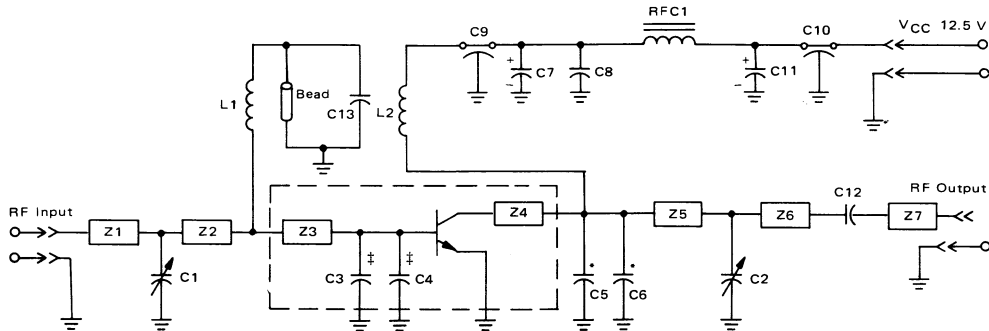 RFC1
C9
C10
VCC 12.5 V
+
C7
C8
+
C11
−
−
L1
Bead
C13
L2
RF Input
Z1
Z2
Z3
Z4
Z5
Z6
C12
Z7
RF Output
C1
‡
C3
‡
C4
•
C5
•
C6
C2